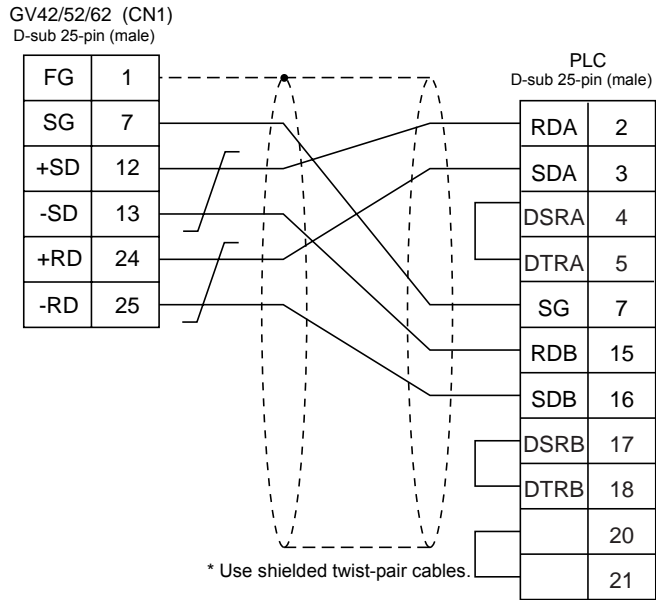 GV42/52/62 (CN1)
D-sub 25-pin (male)
FG 1
SG 7
+SD 12
-SD 13
+RD 24
-RD 25
PLC
D-sub 25-pin (male)
RDA 2
SDA 3
DSRA 4
DTRA 5
SG 7
RDB 15
SDB 16
DSRB 17
DTRB 18
20
21
* Use shielded twist-pair cables.